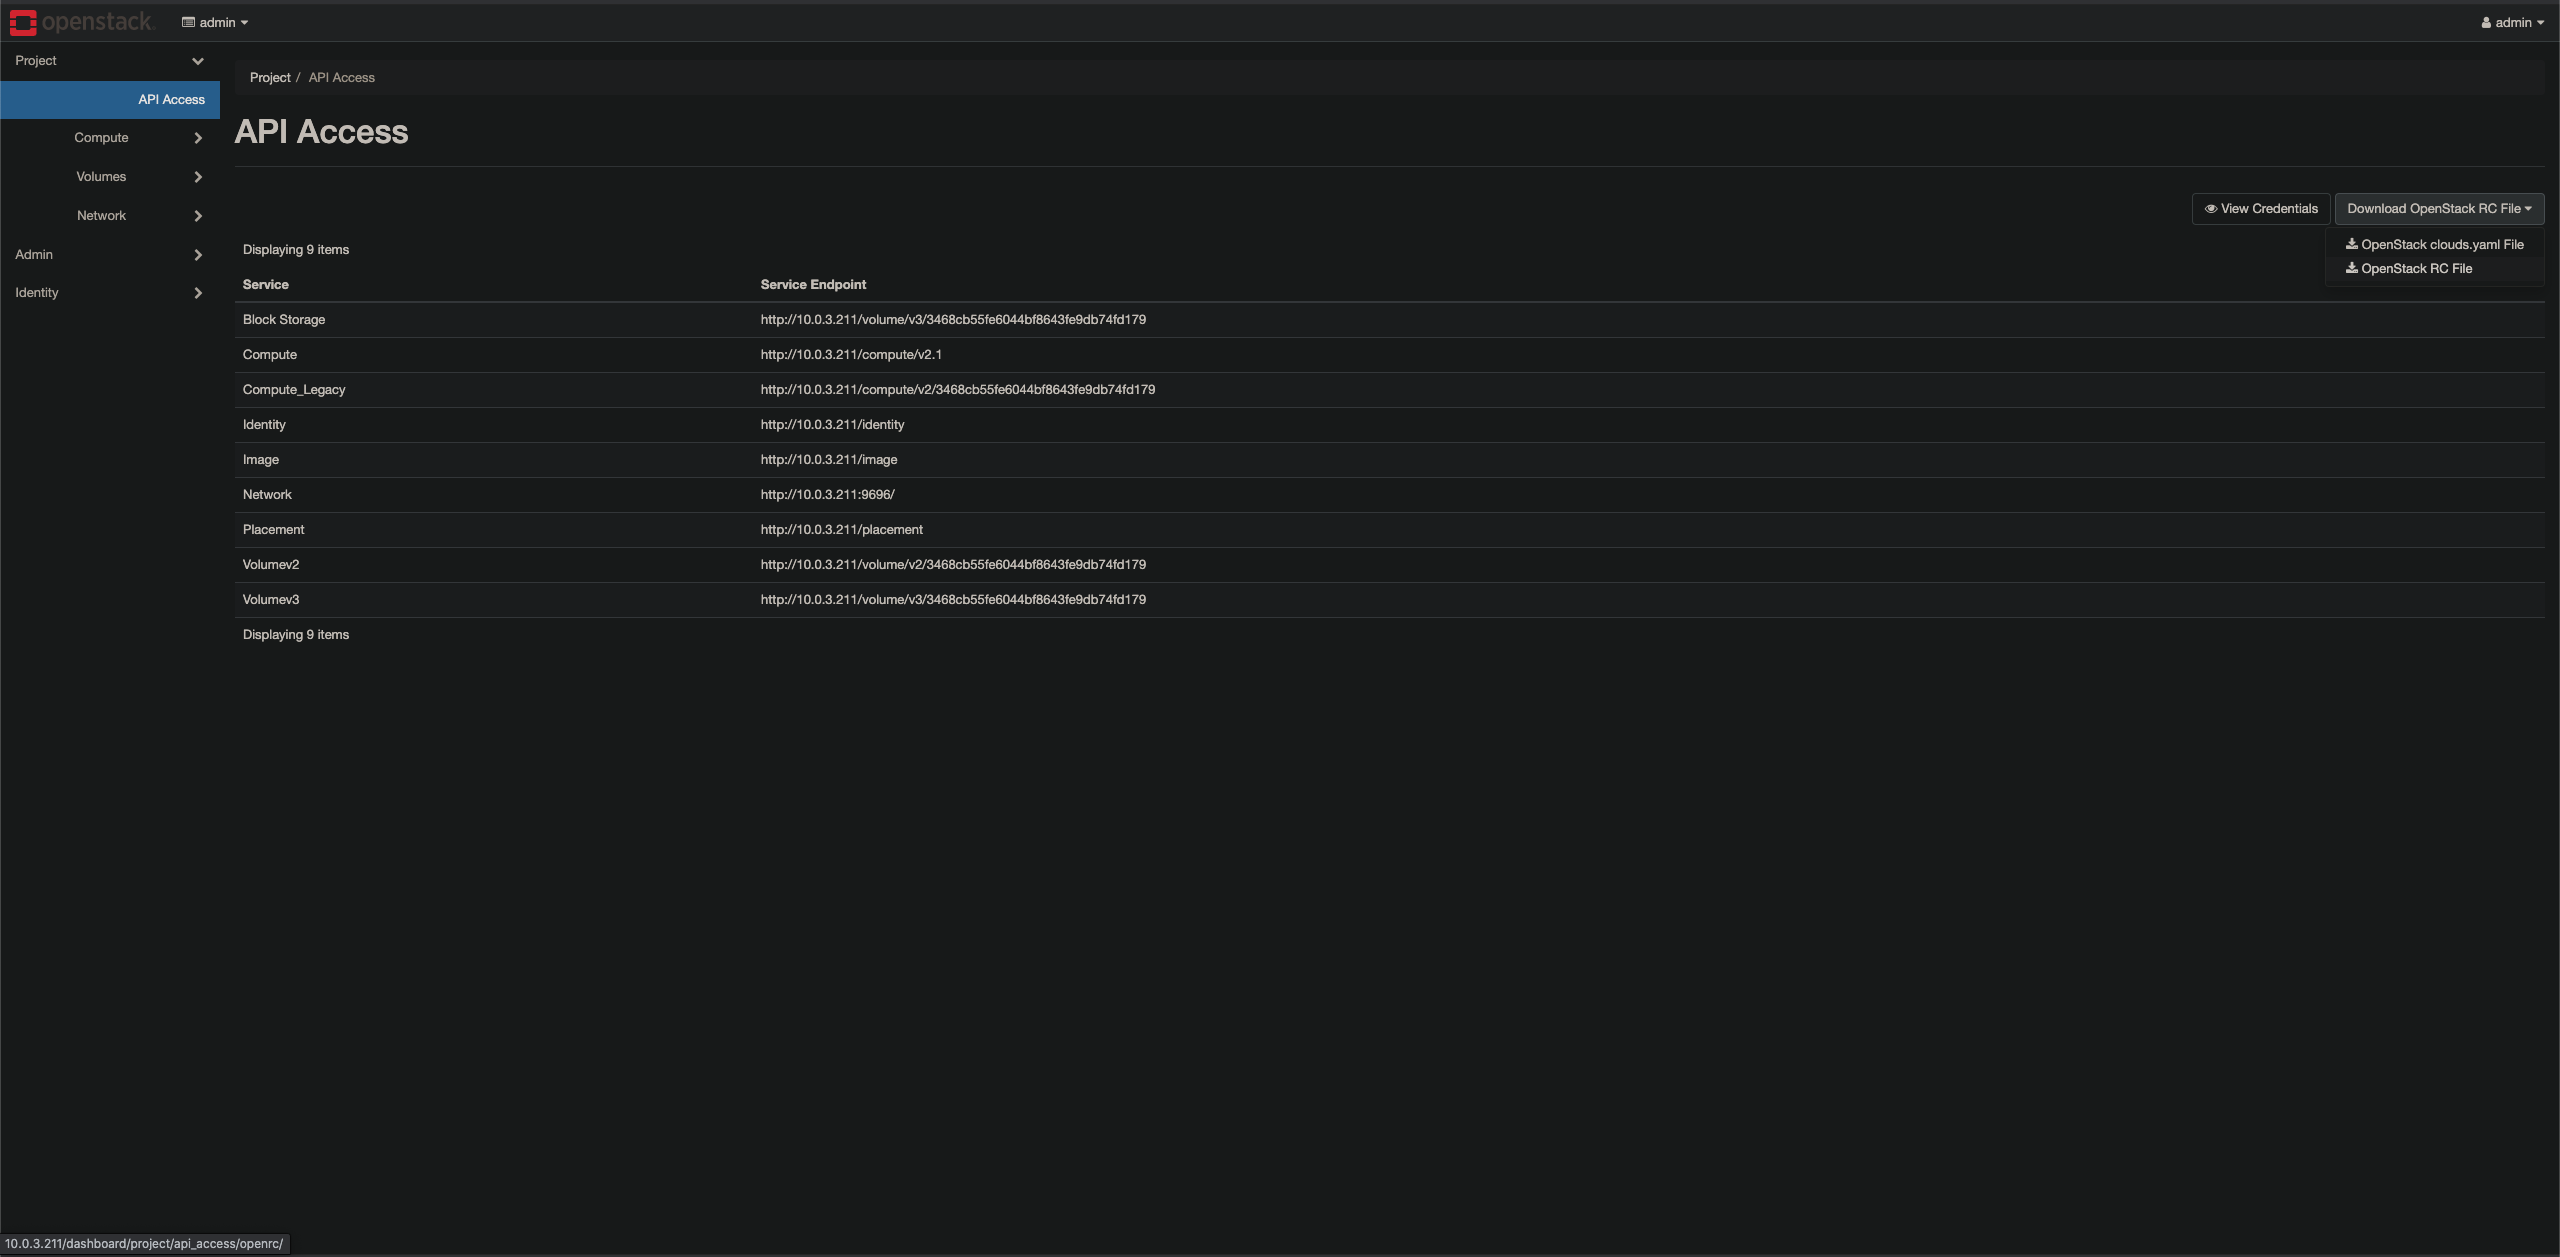 openstack. admin admin
Project
API Access
Compute
Volumes
Network
Admin
Identity
Project / API Access
API Access
View Credentials Download OpenStack RC File
OpenStack clouds.yaml File
OpenStack RC File
Displaying 9 items
Service Service Endpoint
Block Storage http://10.0.3.211/volume/v3/3468cb55fe6044bf8643fe9db74fd179
Compute http://10.0.3.211/compute/v2.1
Compute_Legacy http://10.0.3.211/compute/v2/3468cb55fe6044bf8643fe9db74fd179
Identity http://10.0.3.211/identity
Image http://10.0.3.211/image
Network http://10.0.3.211:9696/
Placement http://10.0.3.211/placement
Volumev2 http://10.0.3.211/volume/v2/3468cb55fe6044bf8643fe9db74fd179
Volumev3 http://10.0.3.211/volume/v3/3468cb55fe6044bf8643fe9db74fd179
Displaying 9 items
10.0.3.211/dashboard/project/api_access/openrc/